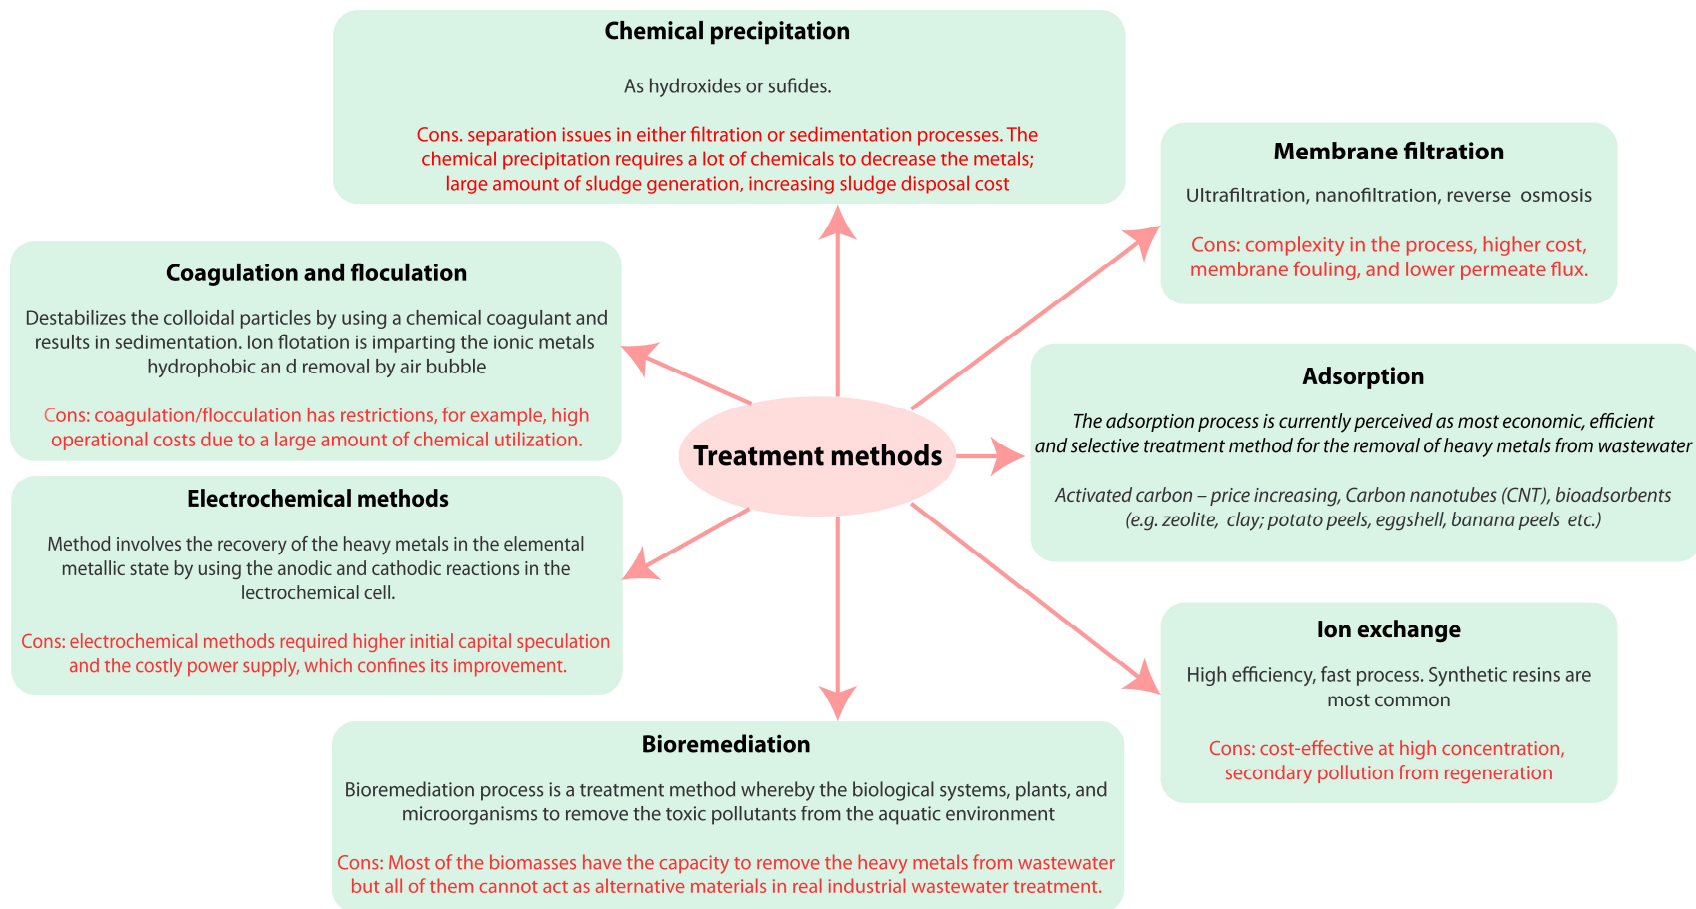 Chemical precipitation
As hydroxides or sufides.
Cons. separation issues in either filtration or sedimentation processes. The
chemical precipitation requires a lot of chemicals to decrease the metals;
large amount of sludge generation, increasing sludge disposal cost
Membrane filtration
Ultrafiltration, nanofiltration, reverse osmosis
Cons: complexity in the process, higher cost,
membrane fouling, and lower permeate flux.
Coagulation and floculation
Destabilizes the colloidal particles by using a chemical coagulant and
results in sedimentation. Ion flotation is imparting the ionic metals
hydrophobic an d removal by air bubble
Cons: coagulation/flocculation has restrictions, for example, high
operational costs due to a large amount of chemical utilization.
Adsorption
The adsorption process is currently perceived as most economic, efficient
and selective treatment method for the removal of heavy metals from wastewater
Activated carbon – price increasing, Carbon nanotubes (CNT), bioadsorbents
(e.g. zeolite, clay; potato peels, eggshell, banana peels etc.)
Treatment methods
Electrochemical methods
Method involves the recovery of the heavy metals in the elemental
metallic state by using the anodic and cathodic reactions in the
lectrochemical cell.
Cons: electrochemical methods required higher initial capital speculation
and the costly power supply, which confines its improvement.
Ion exchange
High efficiency, fast process. Synthetic resins are
most common
Cons: cost-effective at high concentration,
secondary pollution from regeneration
Bioremediation
Bioremediation process is a treatment method whereby the biological systems, plants, and
microorganisms to remove the toxic pollutants from the aquatic environment
Cons: Most of the biomasses have the capacity to remove the heavy metals from wastewater
but all of them cannot act as alternative materials in real industrial wastewater treatment.